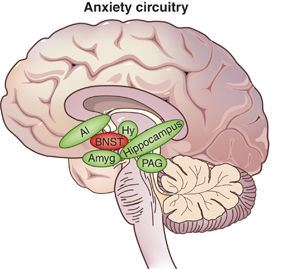 Anxiety circuitry
AI
Hy
BNST
Hippocampus
Amyg
PAG